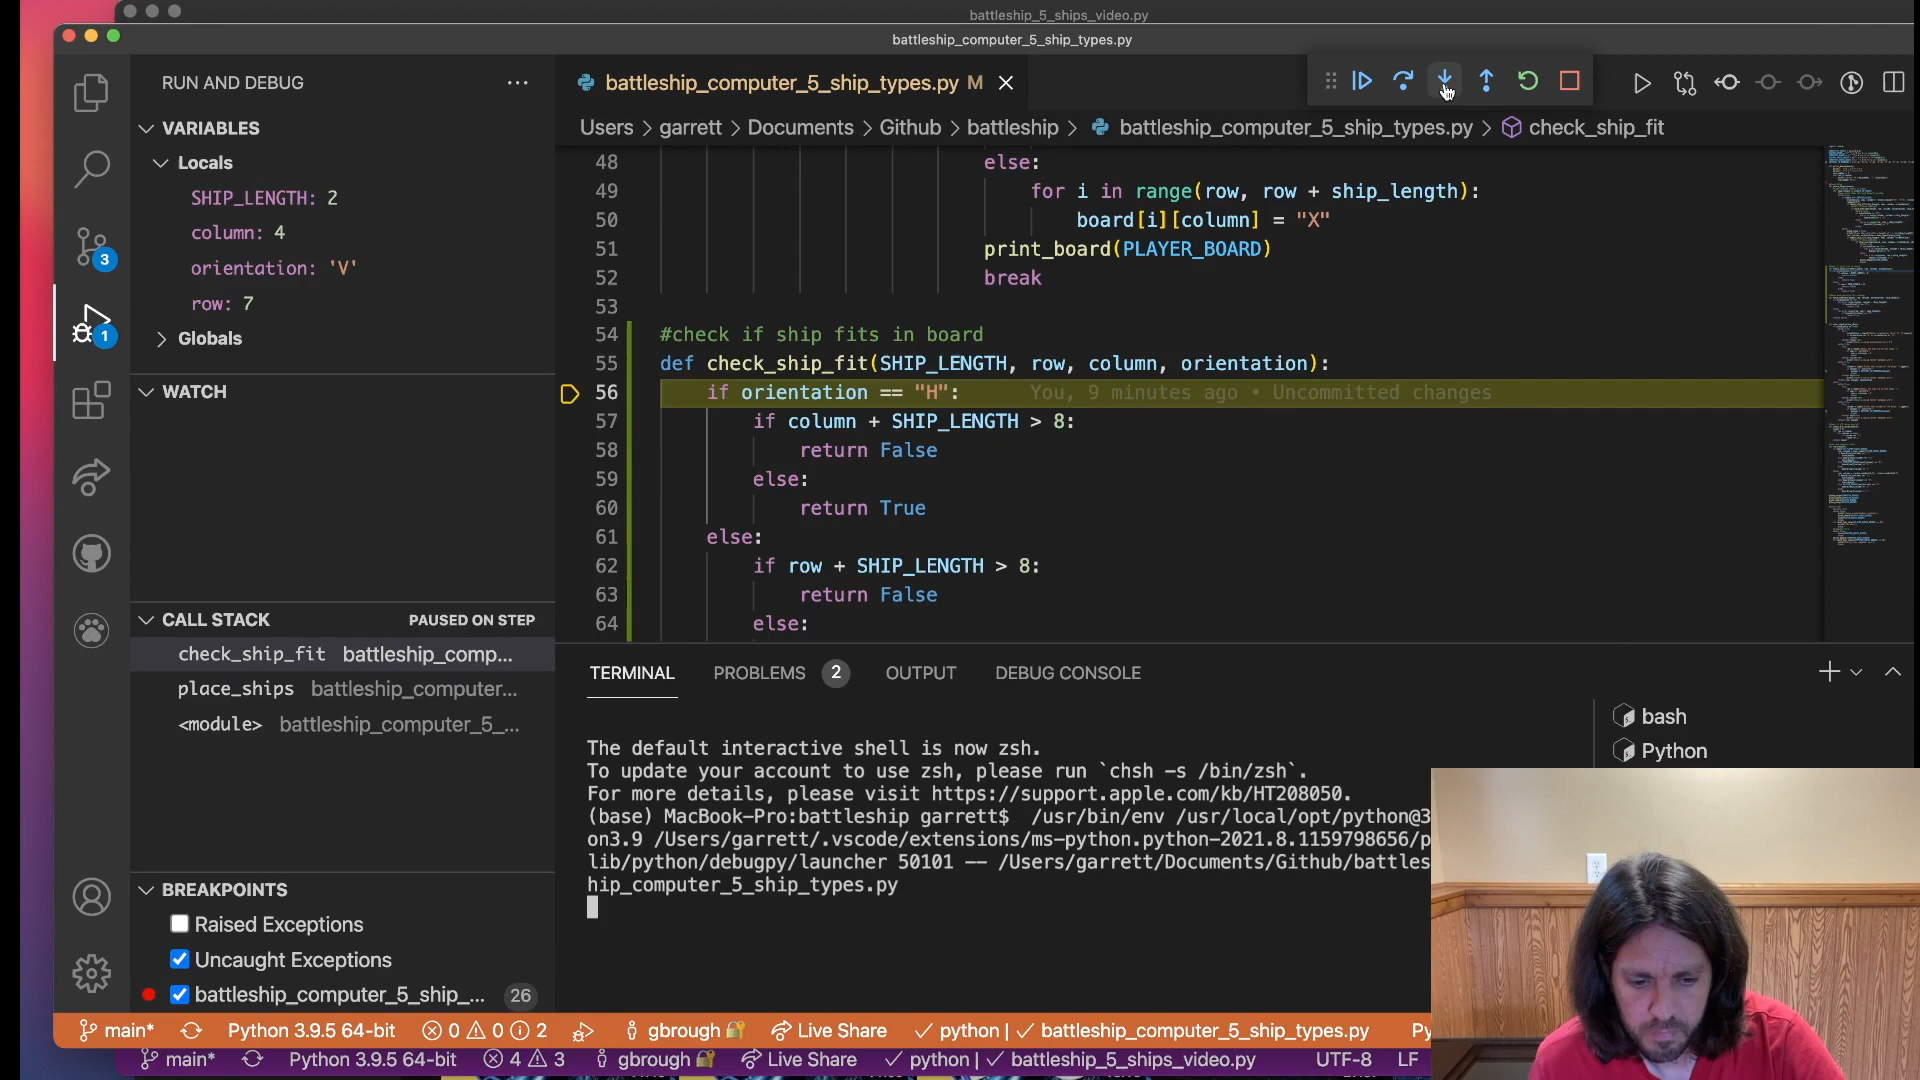 battleship_5_ships_video.py
battleship_computer_5_ship_types.py
RUN AND DEBUG
battleship_computer_5_ship_types.py M
Users > garrett > Documents > Github > battleship > battleship_computer_5_ship_types.py > check_ship_fit
VARIABLES
Locals
SHIP_LENGTH: 2
column: 4
orientation: 'V'
row: 7
Globals
WATCH
CALL STACK PAUSED ON STEP
check_ship_fit battleship_comp...
place_ships battleship_computer...
<module> battleship_computer_5_...
BREAKPOINTS
Raised Exceptions
Uncaught Exceptions
battleship_computer_5_ship_... 26
48 else:
49 for i in range(row, row + ship_length):
50 board[i][column] = "X"
51 print_board(PLAYER_BOARD)
52 break
53
54 #check if ship fits in board
55 def check_ship_fit(SHIP_LENGTH, row, column, orientation):
56 if orientation == "H": You, 9 minutes ago • Uncommitted changes
57 if column + SHIP_LENGTH > 8:
58 return False
59 else:
60 return True
61 else:
62 if row + SHIP_LENGTH > 8:
63 return False
64 else:
TERMINAL PROBLEMS 2 OUTPUT DEBUG CONSOLE
The default interactive shell is now zsh.
To update your account to use zsh, please run `chsh -s /bin/zsh`.
For more details, please visit https://support.apple.com/kb/HT208050.
(base) MacBook-Pro:battleship garrett$ /usr/bin/env /usr/local/opt/python@3
on3.9 /Users/garrett/.vscode/extensions/ms-python.python-2021.8.1159798656/p
lib/python/debugpy/launcher 50101 -- /Users/garrett/Documents/Github/battles
hip_computer_5_ship_types.py
bash
Python
3
1
main* Python 3.9.5 64-bit 0 0 2 gbrough Live Share python | battleship_computer_5_ship_types.py Py
main* Python 3.9.5 64-bit 4 3 gbrough Live Share python | battleship_5_ships_video.py UTF-8 LF